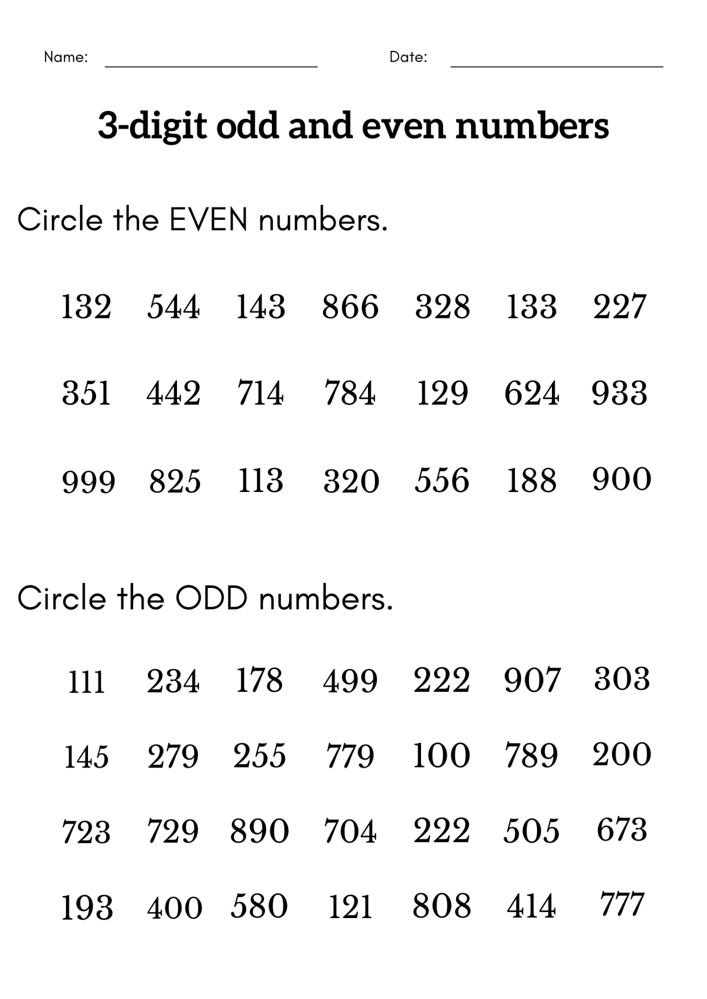 Name: Date:
3-digit odd and even numbers
Circle the EVEN numbers.
132 544 143 866 328 133 227
351 442 714 784 129 624 933
999 825 113 320 556 188 900
Circle the ODD numbers.
111 234 178 499 222 907 303
145 279 255 779 100 789 200
723 729 890 704 222 505 673
193 400 580 121 808 414 777